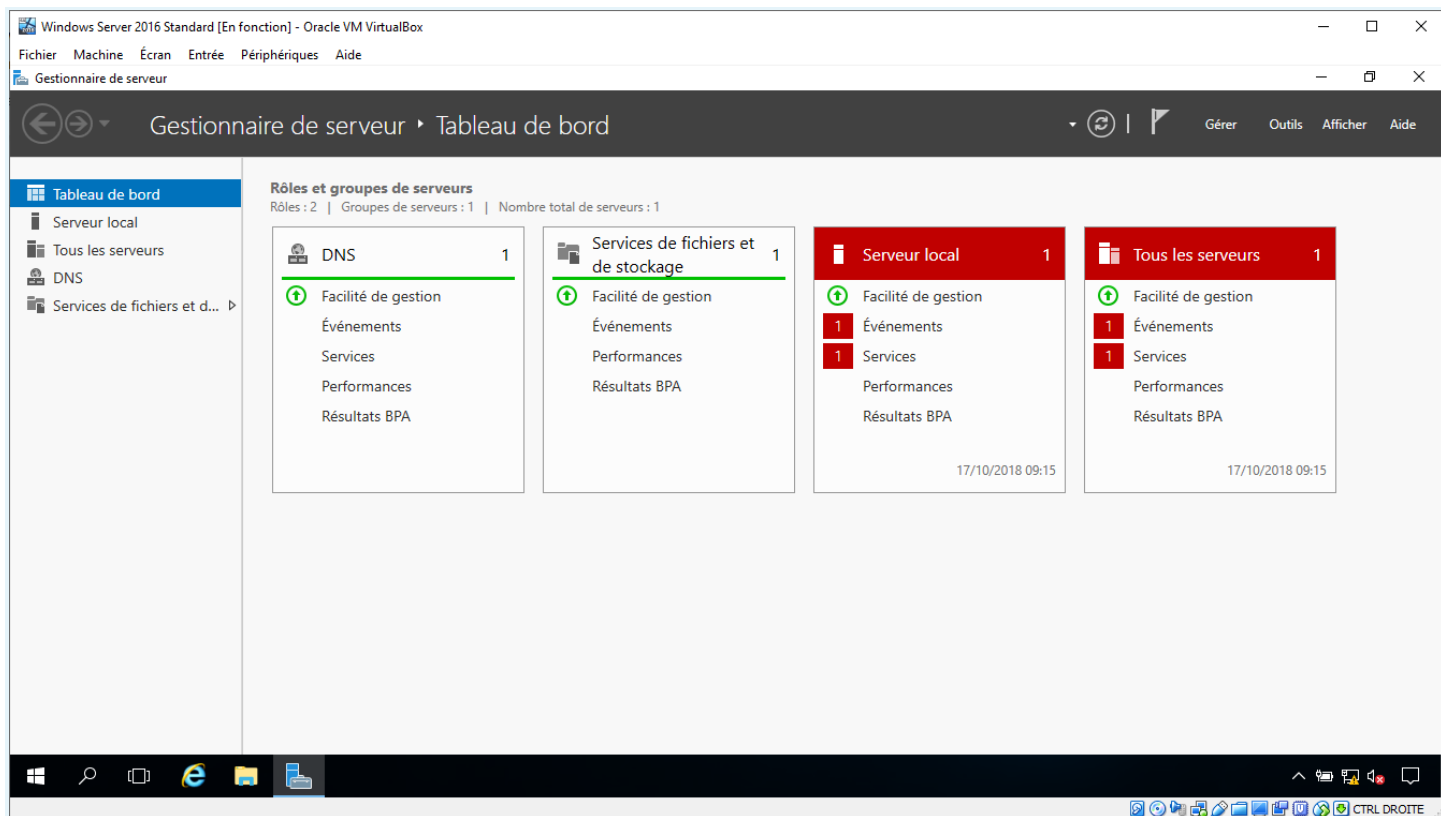 Windows Server 2016 Standard [En fonction] - Oracle VM VirtualBox
Fichier Machine Écran Entrée Périphériques Aide
Gestionnaire de serveur
Gestionnaire de serveur Tableau de bord
Gérer Outils Afficher Aide
Tableau de bord
Serveur local
Tous les serveurs
DNS
Services de fichiers et d...
Rôles et groupes de serveurs
Rôles : 2 | Groupes de serveurs : 1 | Nombre total de serveurs : 1
DNS 1
Facilité de gestion
Événements
Services
Performances
Résultats BPA
Services de fichiers et
de stockage 1
Facilité de gestion
Événements
Performances
Résultats BPA
Serveur local 1
Facilité de gestion
1 Événements
1 Services
Performances
Résultats BPA
17/10/2018 09:15
Tous les serveurs 1
Facilité de gestion
1 Événements
1 Services
Performances
Résultats BPA
17/10/2018 09:15
CTRL DROITE